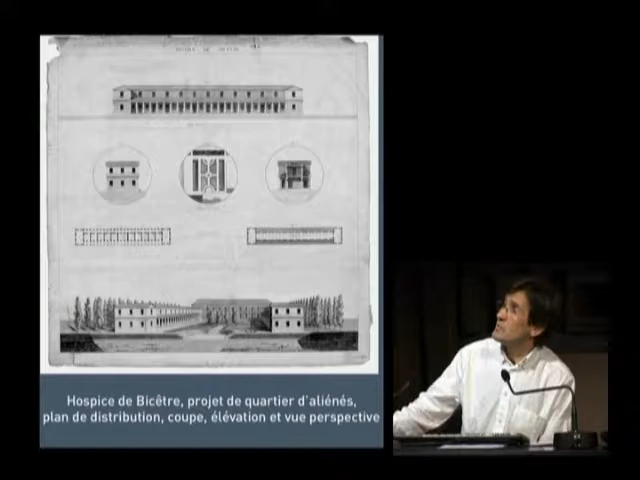 Hospice de Bicêtre, projet de quartier d'aliénés,
plan de distribution, coupe, élévation et vue perspective